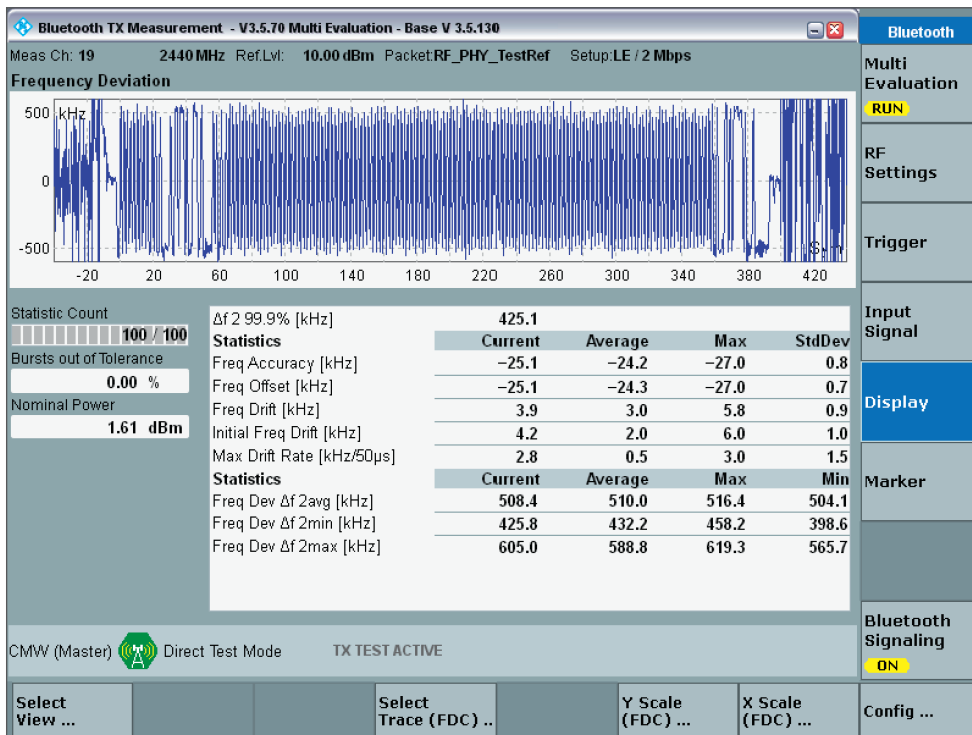 Bluetooth TX Measurement - V3.5.70 Multi Evaluation - Base V 3.5.130
Meas Ch: 19 2440 MHz Ref.Lvl: 10.00 dBm Packet:RF_PHY_TestRef Setup:LE / 2 Mbps
Frequency Deviation
500 kHz
0
-500
Sym
-20 20 60 100 140 180 220 260 300 340 380 420
Statistic Count
100 / 100
Bursts out of Tolerance
0.00 %
Nominal Power
1.61 dBm
Δf 2 99.9% [kHz] 425.1
Statistics Current Average Max StdDev
Freq Accuracy [kHz] −25.1 −24.2 −27.0 0.8
Freq Offset [kHz] −25.1 −24.3 −27.0 0.7
Freq Drift [kHz] 3.9 3.0 5.8 0.9
Initial Freq Drift [kHz] 4.2 2.0 6.0 1.0
Max Drift Rate [kHz/50µs] 2.8 0.5 3.0 1.5
Statistics Current Average Max Min
Freq Dev Δf 2avg [kHz] 508.4 510.0 516.4 504.1
Freq Dev Δf 2min [kHz] 425.8 432.2 458.2 398.6
Freq Dev Δf 2max [kHz] 605.0 588.8 619.3 565.7
CMW (Master) Direct Test Mode TX TEST ACTIVE
Bluetooth
Multi
Evaluation
RUN
RF
Settings
Trigger
Input
Signal
Display
Marker
Bluetooth
Signaling
ON
Select
View ...
Select
Trace (FDC) ..
Y Scale
(FDC) ...
X Scale
(FDC) ...
Config ...